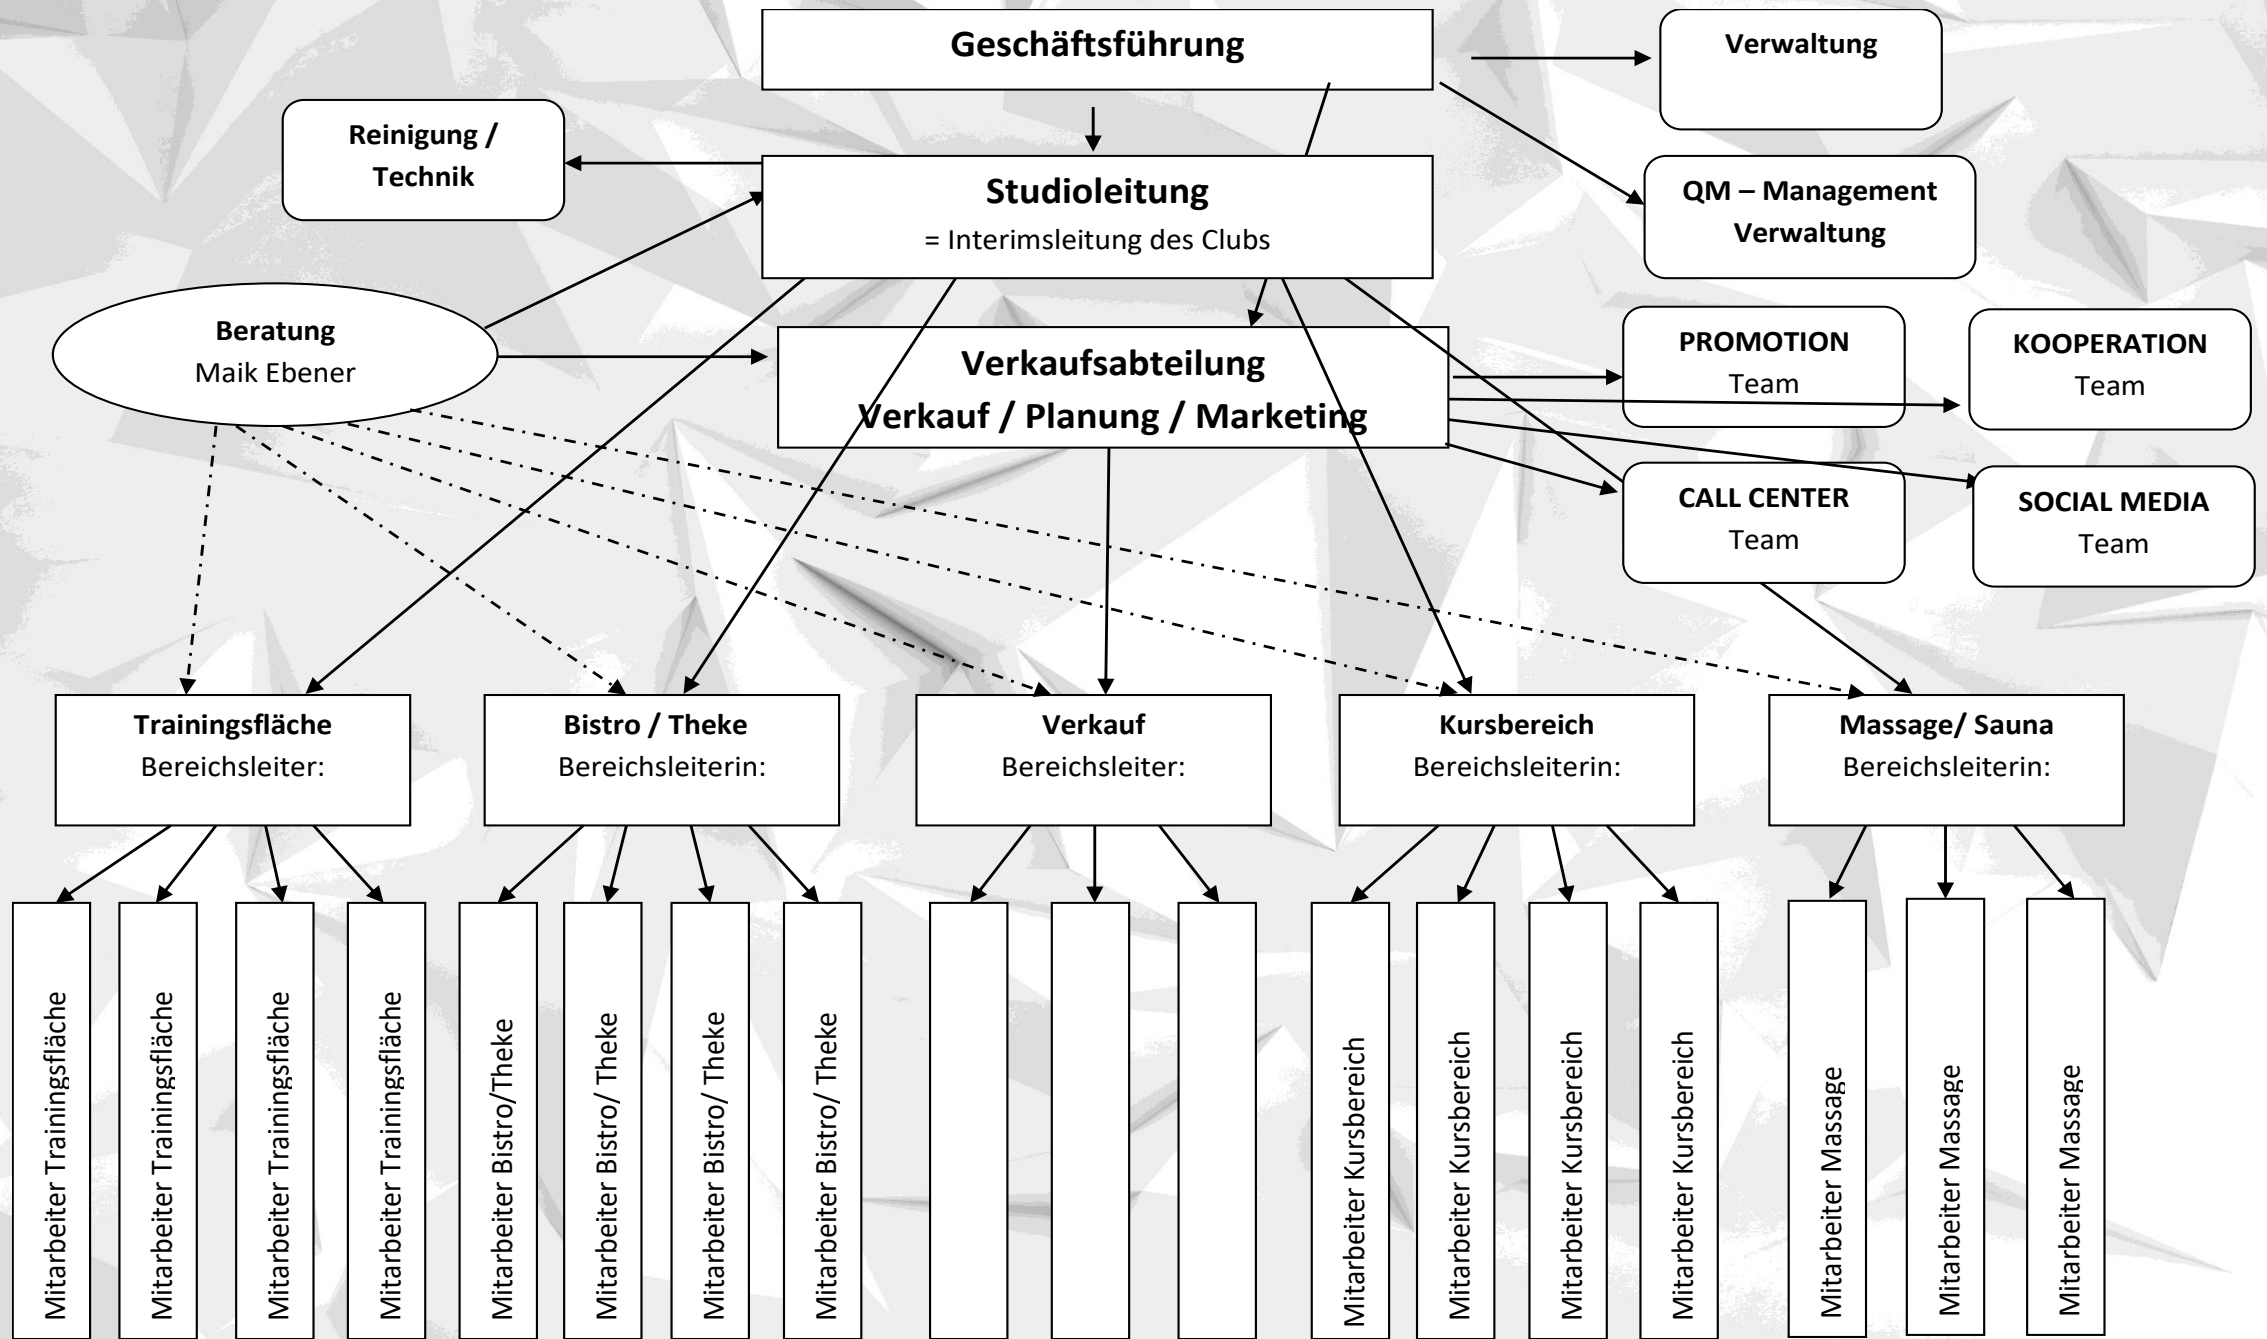 Geschäftsführung
Verwaltung
Reinigung /
Technik
Studioleitung
= Interimsleitung des Clubs
QM – Management
Verwaltung
Beratung
Maik Ebener
Verkaufsabteilung
Verkauf / Planung / Marketing
PROMOTION
Team
KOOPERATION
Team
CALL CENTER
Team
SOCIAL MEDIA
Team
Trainingsfläche
Bereichsleiter:
Bistro / Theke
Bereichsleiterin:
Verkauf
Bereichsleiter:
Kursbereich
Bereichsleiterin:
Massage/ Sauna
Bereichsleiterin:
Mitarbeiter Trainingsfläche
Mitarbeiter Trainingsfläche
Mitarbeiter Trainingsfläche
Mitarbeiter Trainingsfläche
Mitarbeiter Bistro/Theke
Mitarbeiter Bistro/ Theke
Mitarbeiter Bistro/ Theke
Mitarbeiter Bistro/ Theke
Mitarbeiter Kursbereich
Mitarbeiter Kursbereich
Mitarbeiter Kursbereich
Mitarbeiter Kursbereich
Mitarbeiter Massage
Mitarbeiter Massage
Mitarbeiter Massage